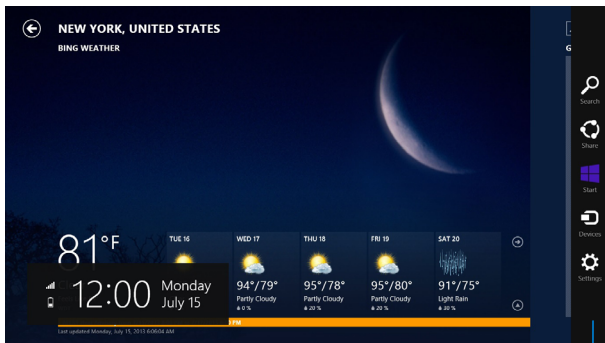 NEW YORK, UNITED STATES
BING WEATHER
G
Search
Share
Start
Devices
Settings
81°F
TUE 16
WED 17
THU 18
FRI 19
SAT 20
94°/79°
95°/78°
95°/80°
91°/75°
Partly Cloudy
Partly Cloudy
Partly Cloudy
Light Rain
0 %
20 %
20 %
30 %
12:00
Monday
July 15
PM
Last updated Monday, July 15, 2013 6:06:04 AM